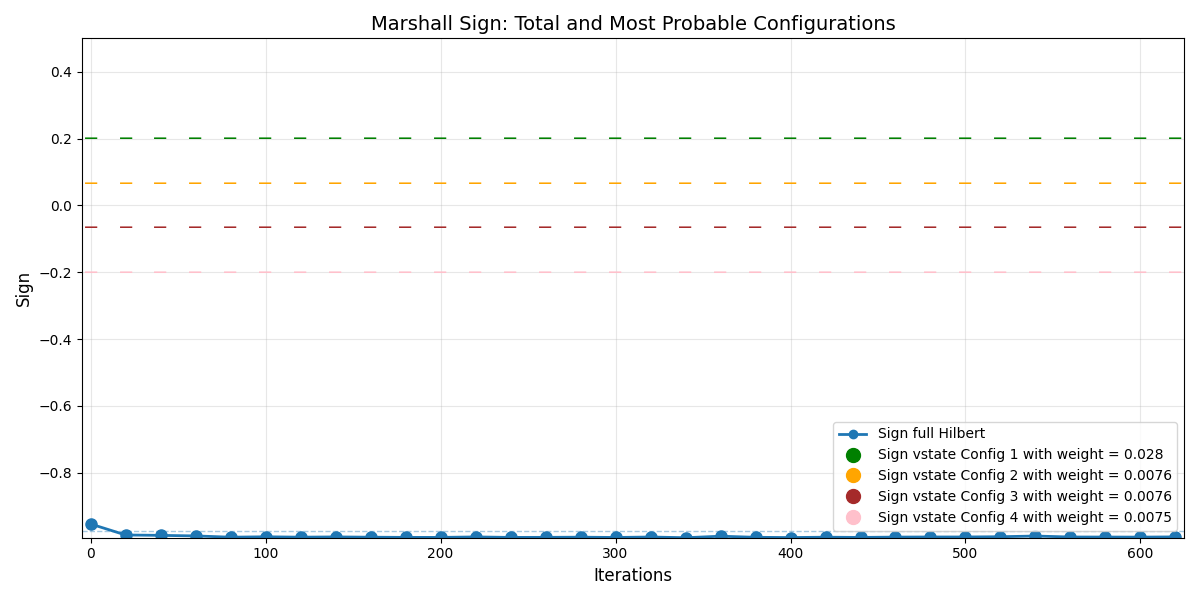 Marshall Sign: Total and Most Probable Configurations
0.4
0.2
0.0
−0.2
−0.4
−0.6
−0.8
Sign
Sign full Hilbert
Sign vstate Config 1 with weight = 0.028
Sign vstate Config 2 with weight = 0.0076
Sign vstate Config 3 with weight = 0.0076
Sign vstate Config 4 with weight = 0.0075
0 100 200 300 400 500 600
Iterations